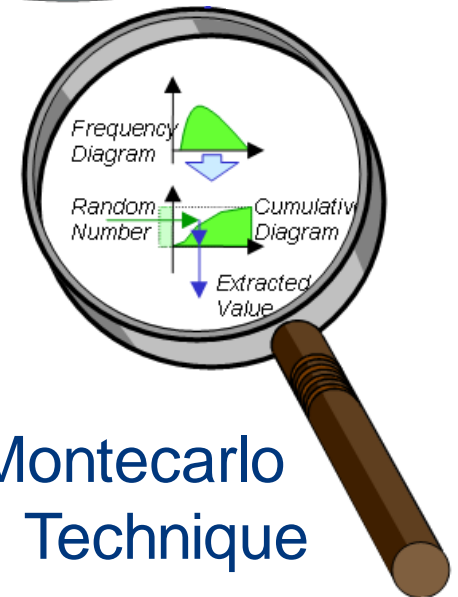 Frequency
Diagram
Random
Number
Cumulativ
Diagram
Extracted
Value
Montecarlo
Technique